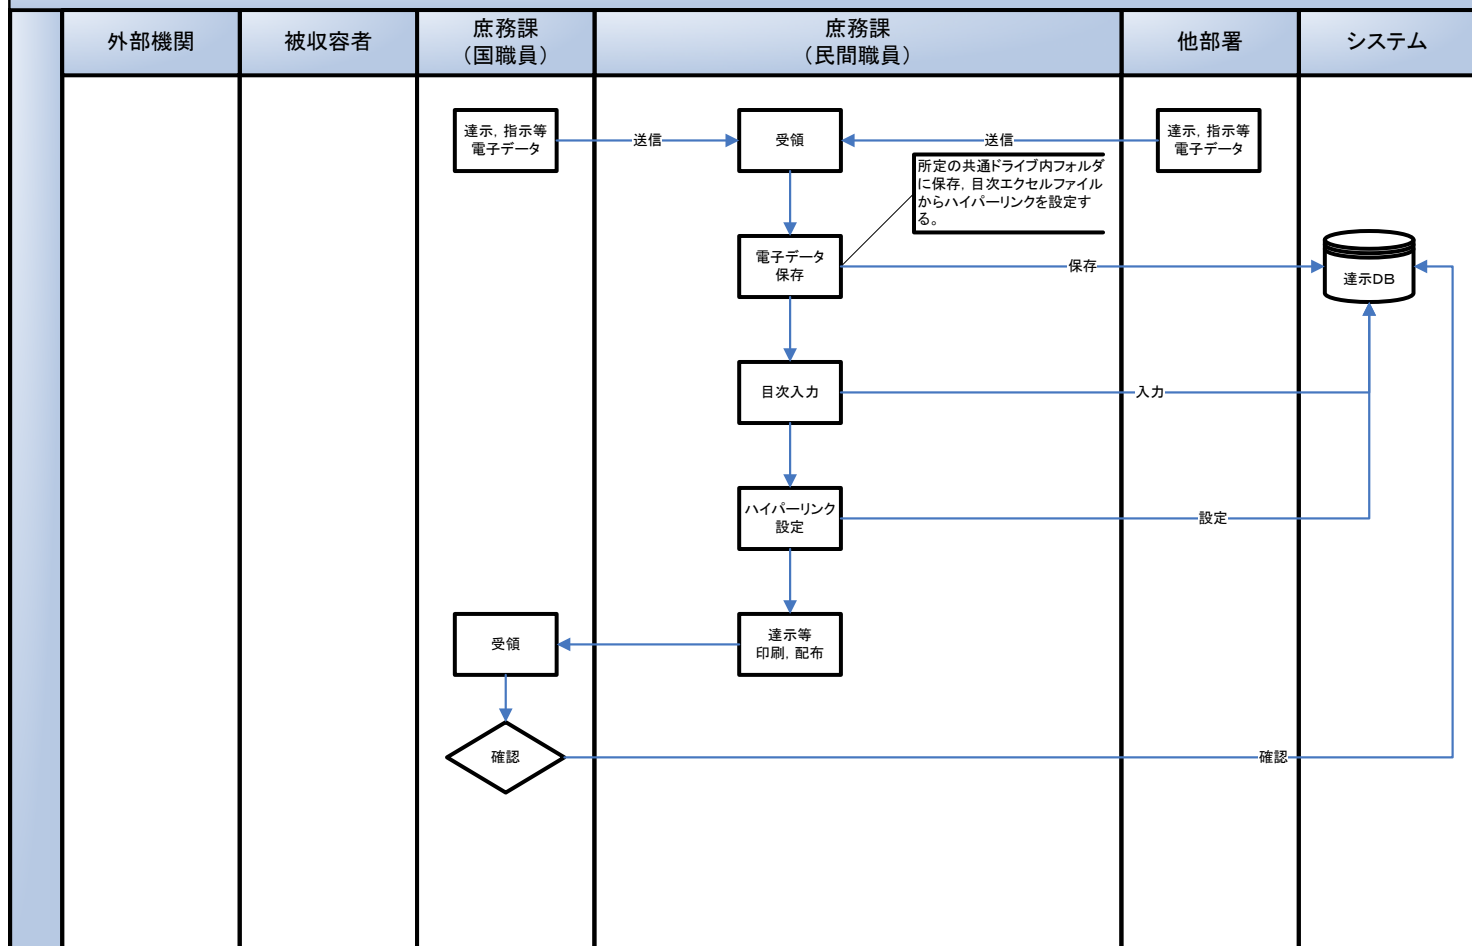 外部機関
被収容者
庶務課
（国職員）
庶務課
（民間職員）
他部署
システム
達示，指示等
電子データ
送信
受領
送信
達示，指示等
電子データ
所定の共通ドライブ内フォルダ
に保存，目次エクセルファイル
からハイパーリンクを設定す
る。
電子データ
保存
保存
達示DB
目次入力
入力
ハイパーリンク
設定
設定
受領
達示等
印刷，配布
確認
確認